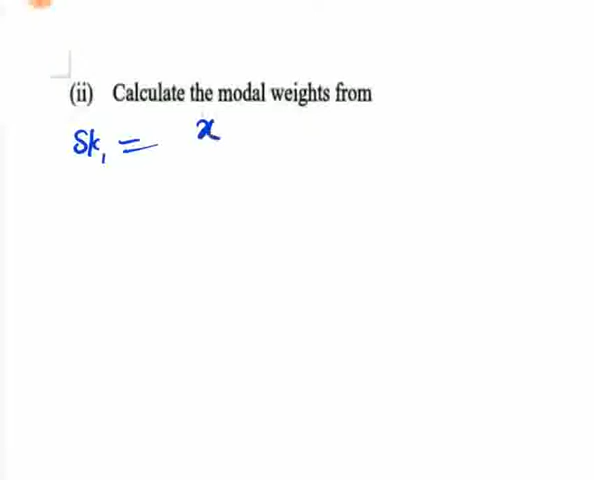 (ii) Calculate the modal weights from
Sk₁ = x